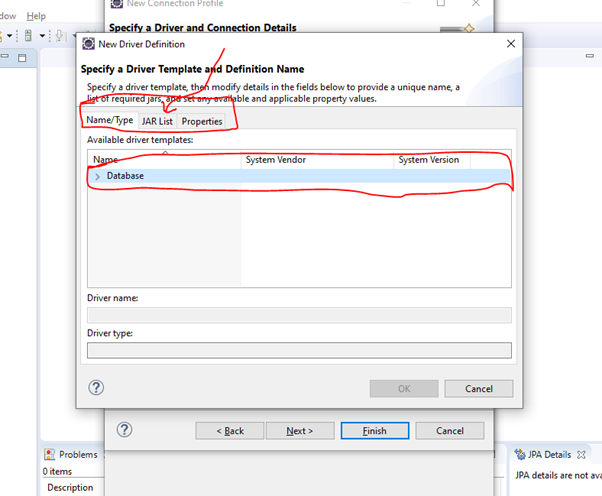 New Connection Profile
Specify a Driver and Connection Details
dow Help
New Driver Definition
Specify a Driver Template and Definition Name
Specify a driver template, then modify details in the fields below to provide a unique name, a
list of required jars, and set any available and applicable property values.
Name/Type JAR List Properties
Available driver templates:
Name System Vendor System Version
Database
Driver name:
Driver type:
OK Cancel
< Back Next > Finish Cancel
Problems
0 items
Description
JPA Details
JPA details are not ava